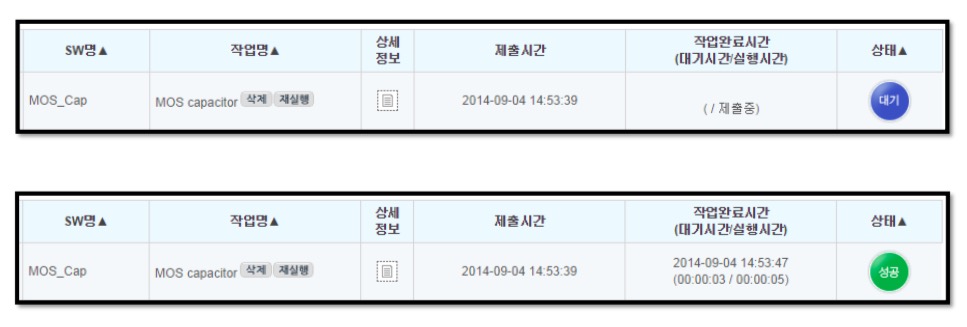 SW명▲ 작업명▲ 상세 제출시간 작업완료시간 상태▲
정보 (대기시간/실행시간)
MOS_Cap MOS capacitor 삭제 재실행 2014-09-04 14:53:39 ( / 제출중) 대기
SW명▲ 작업명▲ 상세 제출시간 작업완료시간 상태▲
정보 (대기시간/실행시간)
MOS_Cap MOS capacitor 삭제 재실행 2014-09-04 14:53:39 2014-09-04 14:53:47 성공
(00:00:03 / 00:00:05)